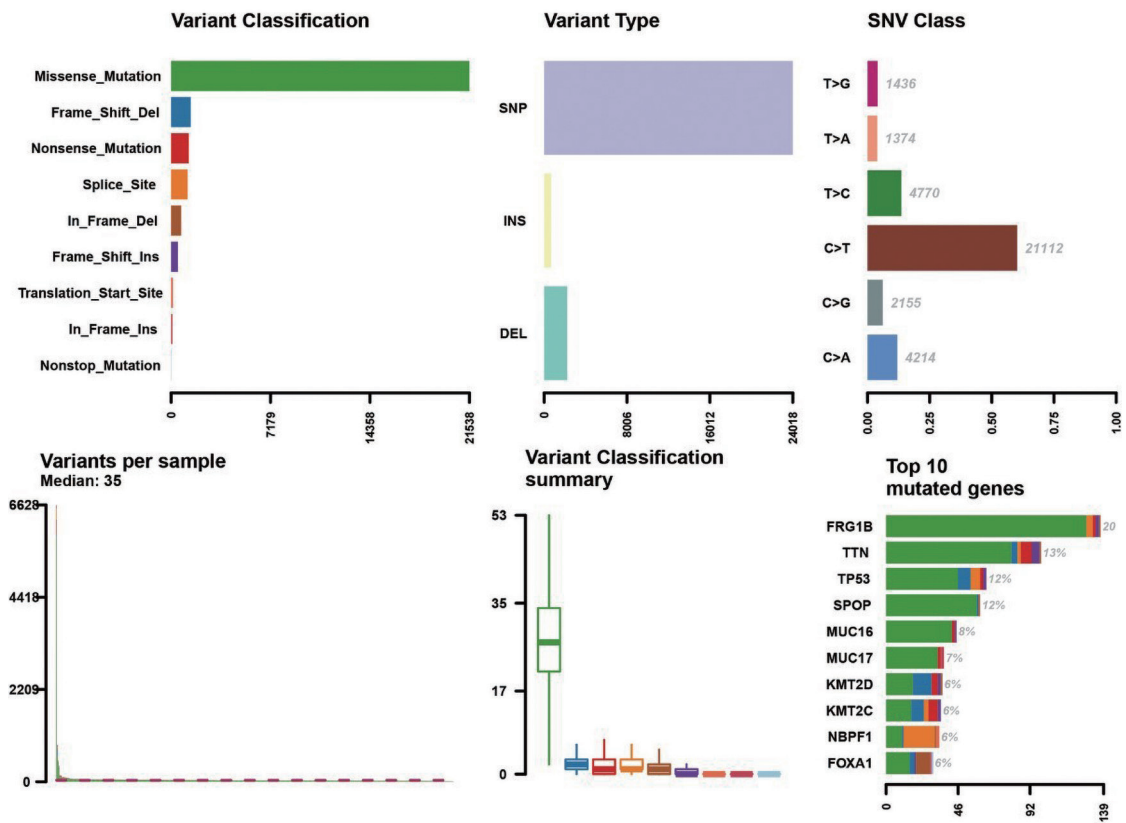 Variant Classification
Missense_Mutation
Frame_Shift_Del
Nonsense_Mutation
Splice_Site
In_Frame_Del
Frame_Shift_Ins
Translation_Start_Site
In_Frame_Ins
Nonstop_Mutation
0
7179
14358
21538
Variant Type
SNP
INS
DEL
0
8006
16012
24018
SNV Class
T>G
1436
T>A
1374
T>C
4770
C>T
21112
C>G
2155
C>A
4214
0.00
0.25
0.50
0.75
1.00
Variants per sample
Median: 35
6628
4418
2209
0
Variant Classification
summary
53
35
17
0
Top 10
mutated genes
FRG1B
20
TTN
13%
TP53
12%
SPOP
12%
MUC16
8%
MUC17
7%
KMT2D
6%
KMT2C
6%
NBPF1
6%
FOXA1
6%
0
46
92
139